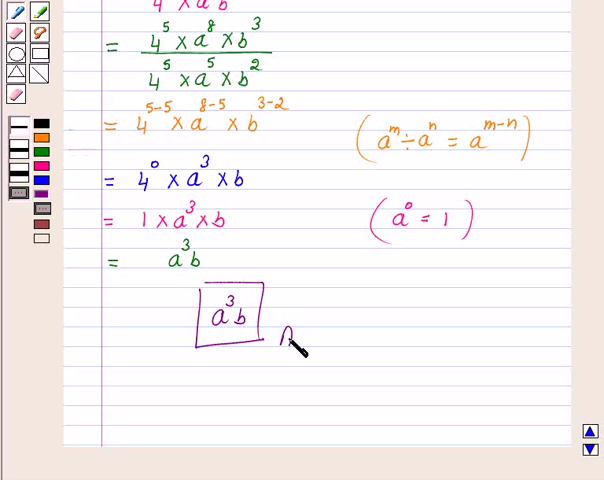 4 × a b
= 4⁵ × a⁸ × b³ / 4⁵ × a⁵ × b²
= 4⁵⁻⁵ × a⁸⁻⁵ × b³⁻² (aᵐ ÷ aⁿ = aᵐ⁻ⁿ)
= 4⁰ × a³ × b
= 1 × a³ × b (a⁰ = 1)
= a³b
a³b